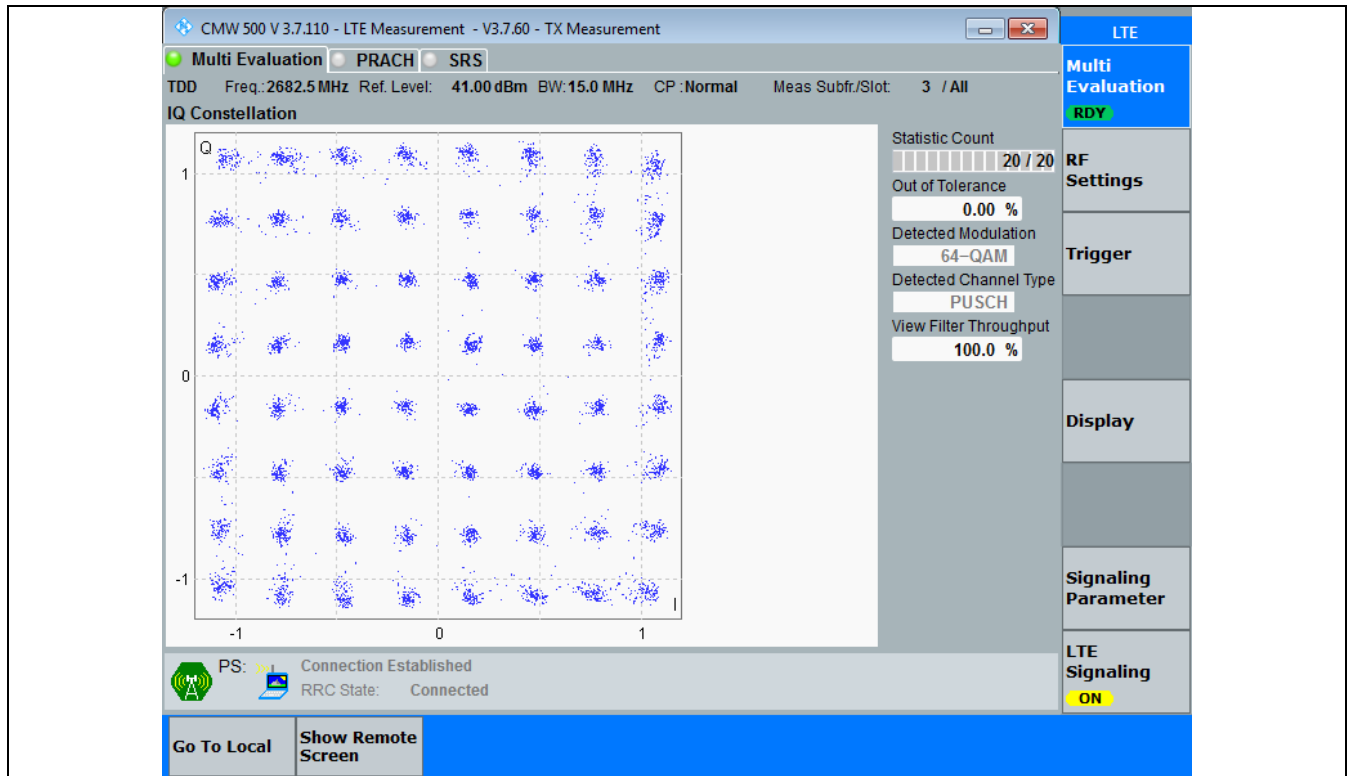 CMW 500 V 3.7.110 - LTE Measurement - V3.7.60 - TX Measurement
LTE
Multi Evaluation PRACH SRS
TDD Freq.:2682.5 MHz Ref. Level: 41.00 dBm BW:15.0 MHz CP :Normal Meas Subfr./Slot: 3 / All
IQ Constellation
Q
1
0
-1
-1
0
1
I
Statistic Count
20 / 20
Out of Tolerance
0.00 %
Detected Modulation
64-QAM
Detected Channel Type
PUSCH
View Filter Throughput
100.0 %
Multi
Evaluation
RDY
RF
Settings
Trigger
Display
Signaling
Parameter
LTE
Signaling
ON
PS: Connection Established
RRC State: Connected
Go To Local
Show Remote
Screen